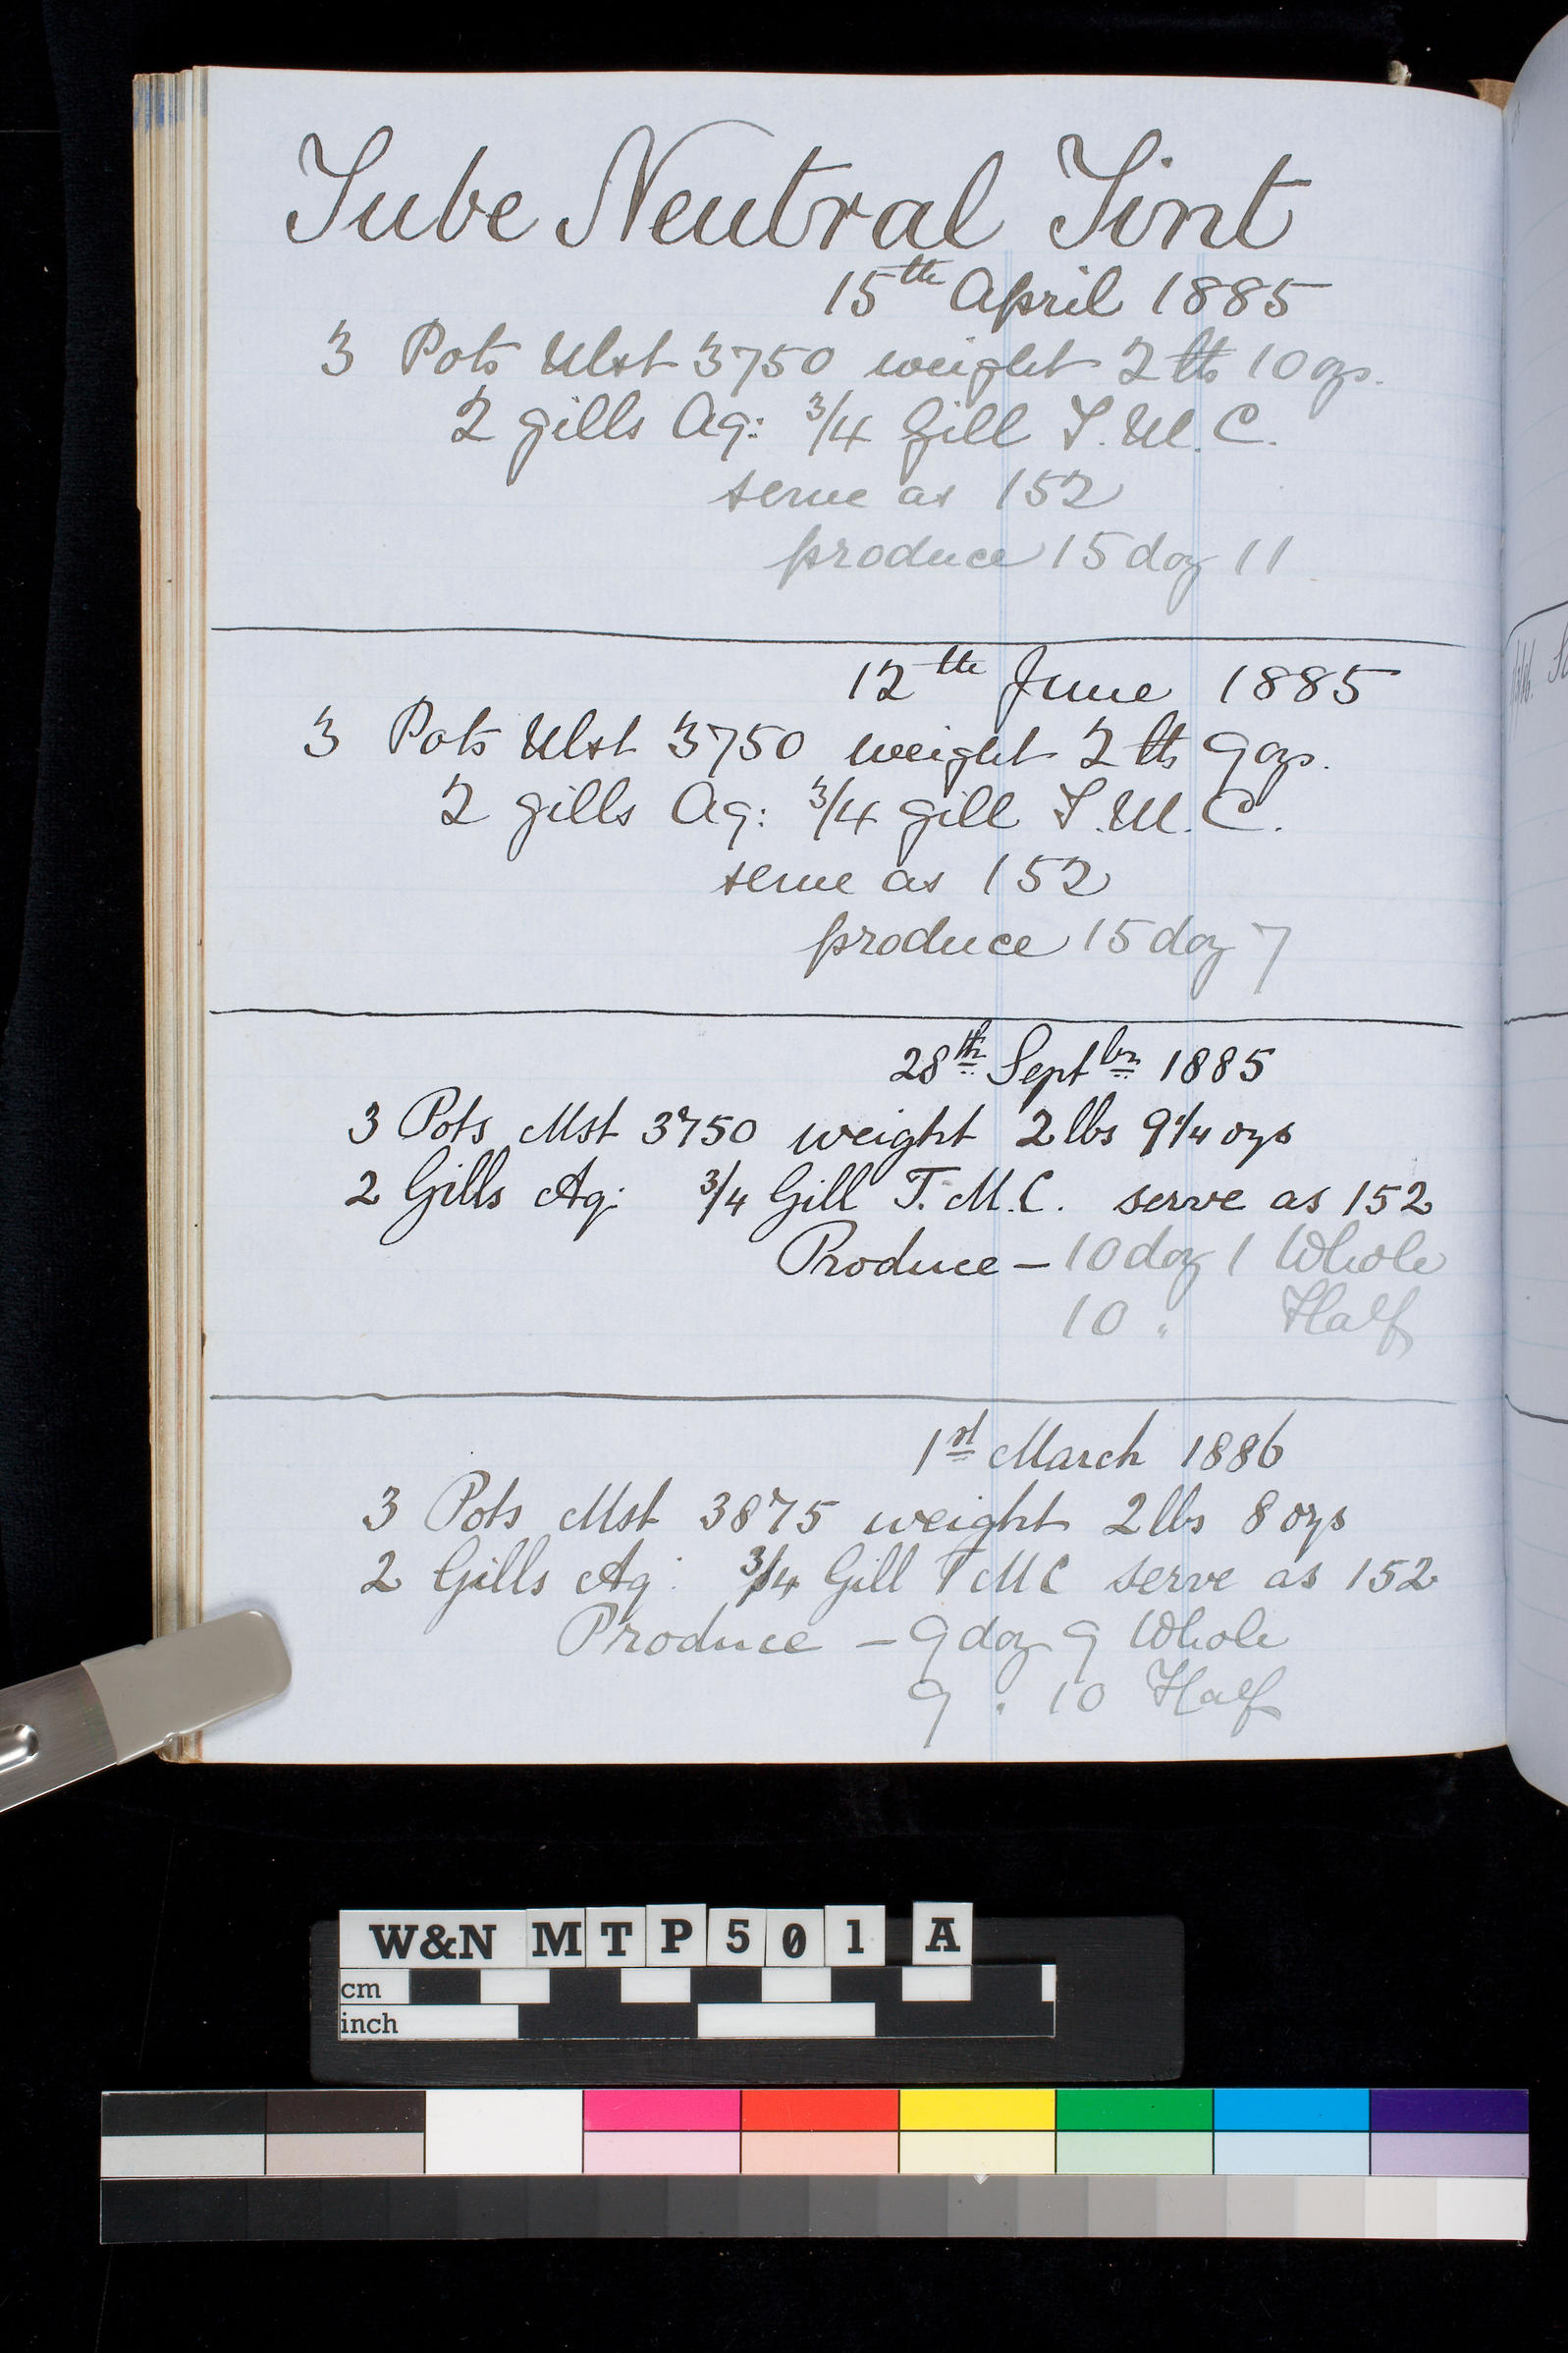 Tube Neutral Tint
15th April 1885
3 Pots Mst 3750 weight 2 lbs 10 ozs.
2 gills Aq: 3/4 Gill T.M.C.
serve as 152
produce 15 doz 11
12th June 1885
3 Pots Mst 3750 weight 2 lbs 9 ozs.
2 gills Aq: 3/4 gill T.M.C.
serve as 152
produce 15 doz 7
28th Septber 1885
3 Pots Mst 3750 weight 2 lbs 9 1/4 ozs
2 Gills Aq: 3/4 Gill T.M.C. serve as 152
Produce – 10 doz 1 Whole
10 " Half
1st March 1886
3 Pots Mst 3875 weight 2 lbs 8 ozs
2 Gills Aq: 3/4 Gill T M C serve as 152
Produce – 9 doz 9 Whole
9 " 10 Half
W&N MTP501 A
cm
inch